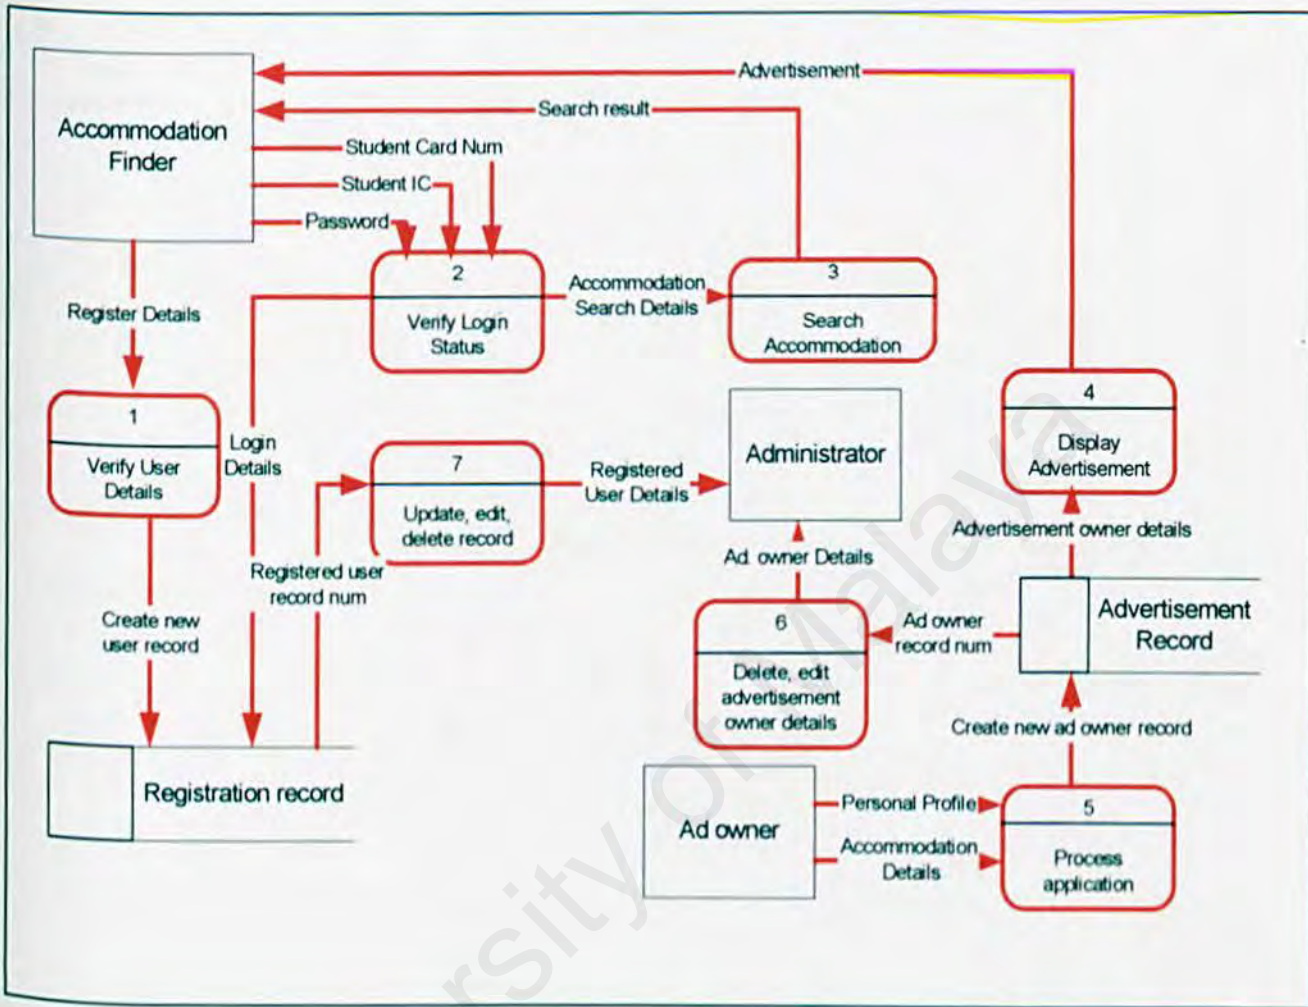 Advertisement
Search result
Accommodation
Finder
Student Card Num
Student IC
Password
2
Verify Login
Status
Accommodation
Search Details
3
Search
Accommodation
Register Details
1
Verify User
Details
Login
Details
7
Update, edit,
delete record
Registered
User Details
Administrator
4
Display
Advertisement
Advertisement owner details
Ad. owner Details
Registered user
record num
Create new
user record
6
Delete, edit
advertisement
owner details
Ad owner
record num
Advertisement
Record
Create new ad owner record
Registration record
Ad owner
Personal Profile
Accommodation
Details
5
Process
application
rsity of Malaya